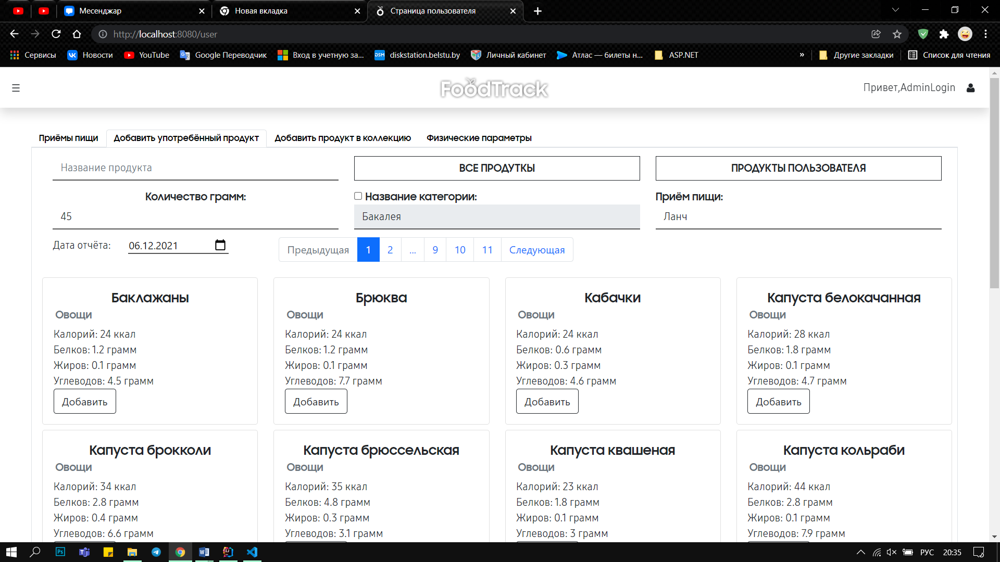 Месенджар
Новая вкладка
Страница пользователя
http://localhost:8080/user
Сервисы
Новости
YouTube
Google Переводчик
Вход в учетную за...
diskstation.belstu.by
Личный кабинет
Атлас — билеты н...
ASP.NET
»
Другие закладки
Список для чтения
FoodTrack
Привет,AdminLogin
Приёмы пищи
Добавить употребённый продукт
Добавить продукт в коллекцию
Физические параметры
Название продукта
ВСЕ ПРОДУТКЫ
ПРОДУКТЫ ПОЛЬЗОВАТЕЛЯ
Количество грамм:
Название категории:
Приём пищи:
45
Бакалея
Ланч
Дата отчёта:
06.12.2021
Предыдущая 1 2 ... 9 10 11 Следующая
Баклажаны
Овощи
Калорий: 24 ккал
Белков: 1.2 грамм
Жиров: 0.1 грамм
Углеводов: 4.5 грамм
Добавить
Брюква
Овощи
Калорий: 24 ккал
Белков: 1.2 грамм
Жиров: 0.1 грамм
Углеводов: 7.7 грамм
Добавить
Кабачки
Овощи
Калорий: 24 ккал
Белков: 0.6 грамм
Жиров: 0.3 грамм
Углеводов: 4.6 грамм
Добавить
Капуста белокачанная
Овощи
Калорий: 28 ккал
Белков: 1.8 грамм
Жиров: 0.1 грамм
Углеводов: 4.7 грамм
Добавить
Капуста брокколи
Овощи
Калорий: 34 ккал
Белков: 2.8 грамм
Жиров: 0.4 грамм
Углеводов: 6.6 грамм
Капуста брюссельская
Овощи
Калорий: 35 ккал
Белков: 4.8 грамм
Жиров: 0.3 грамм
Углеводов: 3.1 грамм
Капуста квашеная
Овощи
Калорий: 23 ккал
Белков: 1.8 грамм
Жиров: 0.1 грамм
Углеводов: 3 грамм
Капуста кольраби
Овощи
Калорий: 44 ккал
Белков: 2.8 грамм
Жиров: 0.1 грамм
Углеводов: 7.9 грамм
РУС
20:35